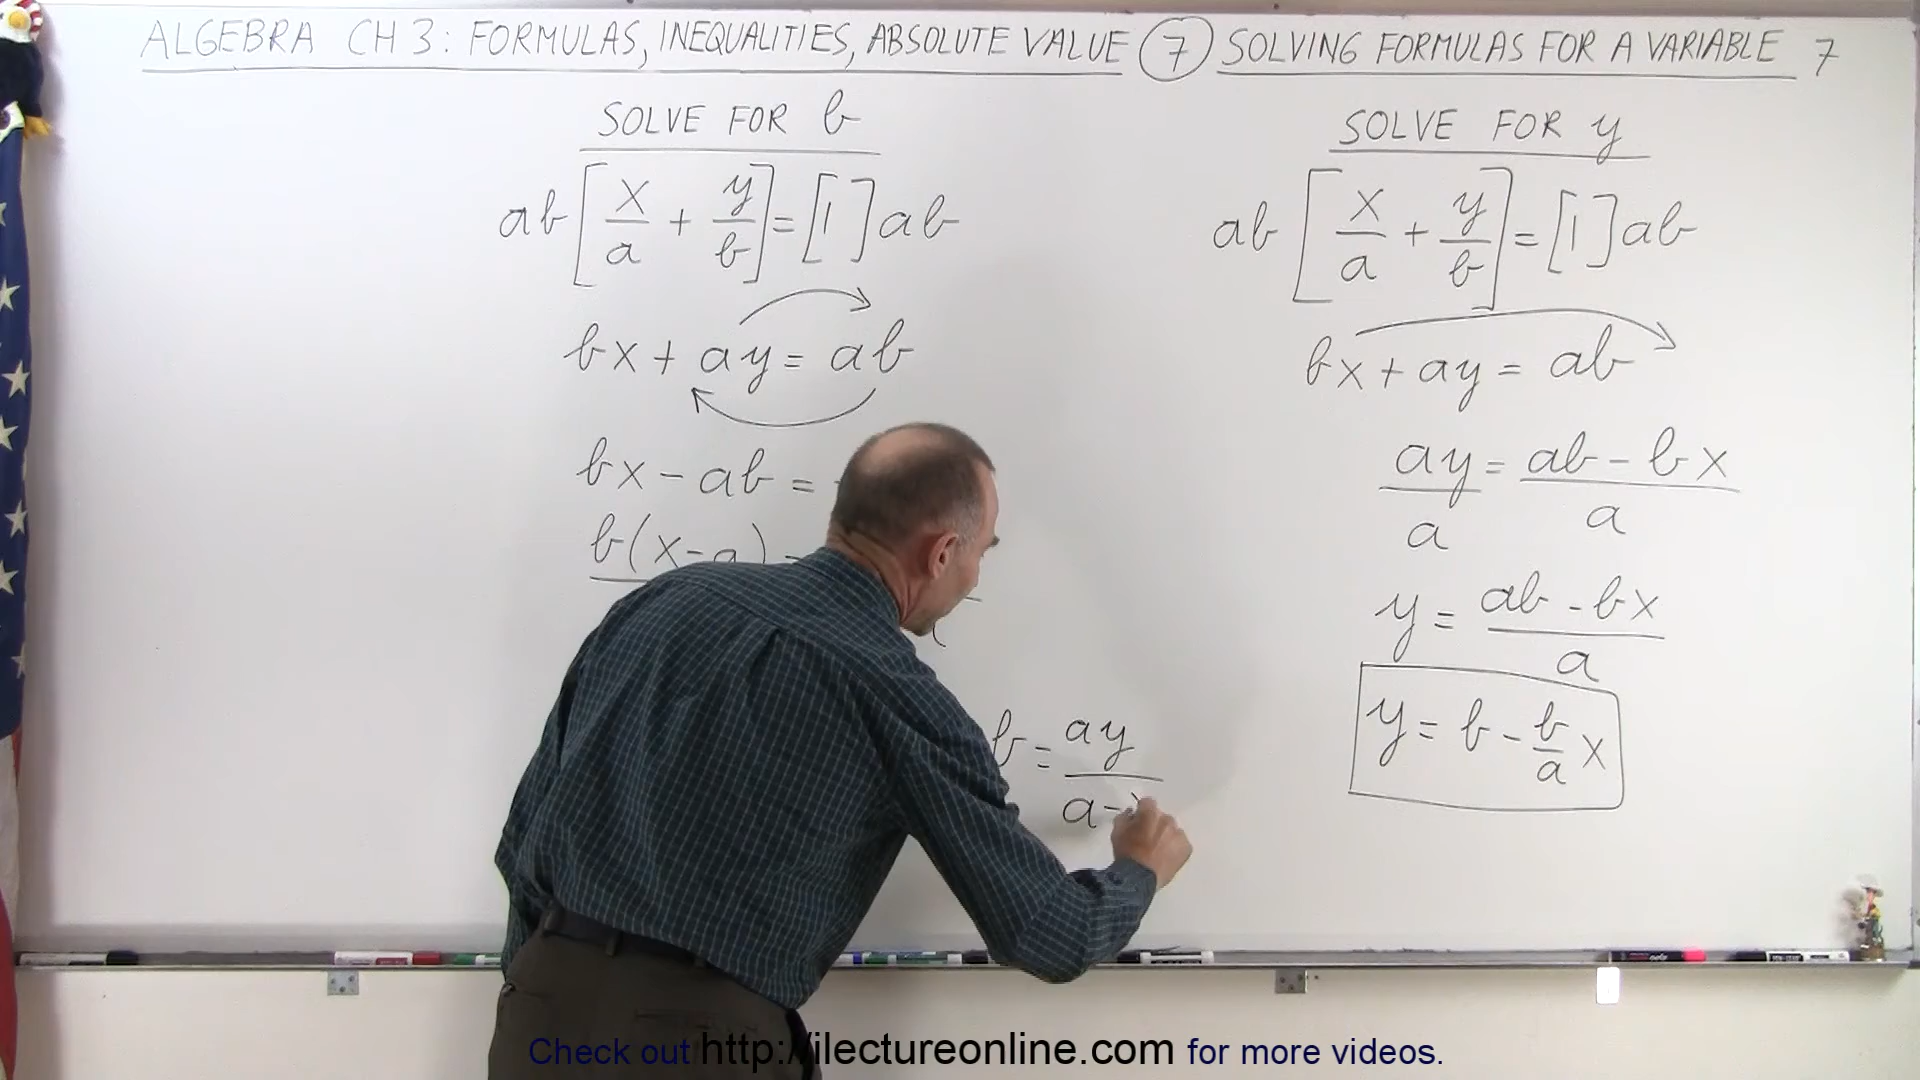 ALGEBRA CH 3: FORMULAS, INEQUALITIES, ABSOLUTE VALUE 7 SOLVING FORMULAS FOR A VARIABLE 7
SOLVE FOR b
ab [x/a + y/b] = [1] ab
bx + ay = ab
bx - ab =
b(x-a)
b = ay/a-x
SOLVE FOR y
ab [x/a + y/b] = [1] ab
bx + ay = ab
ay/a = ab - bx/a
y = ab - bx/a
y = b - b/a x
Check out http://ilectureonline.com for more videos.